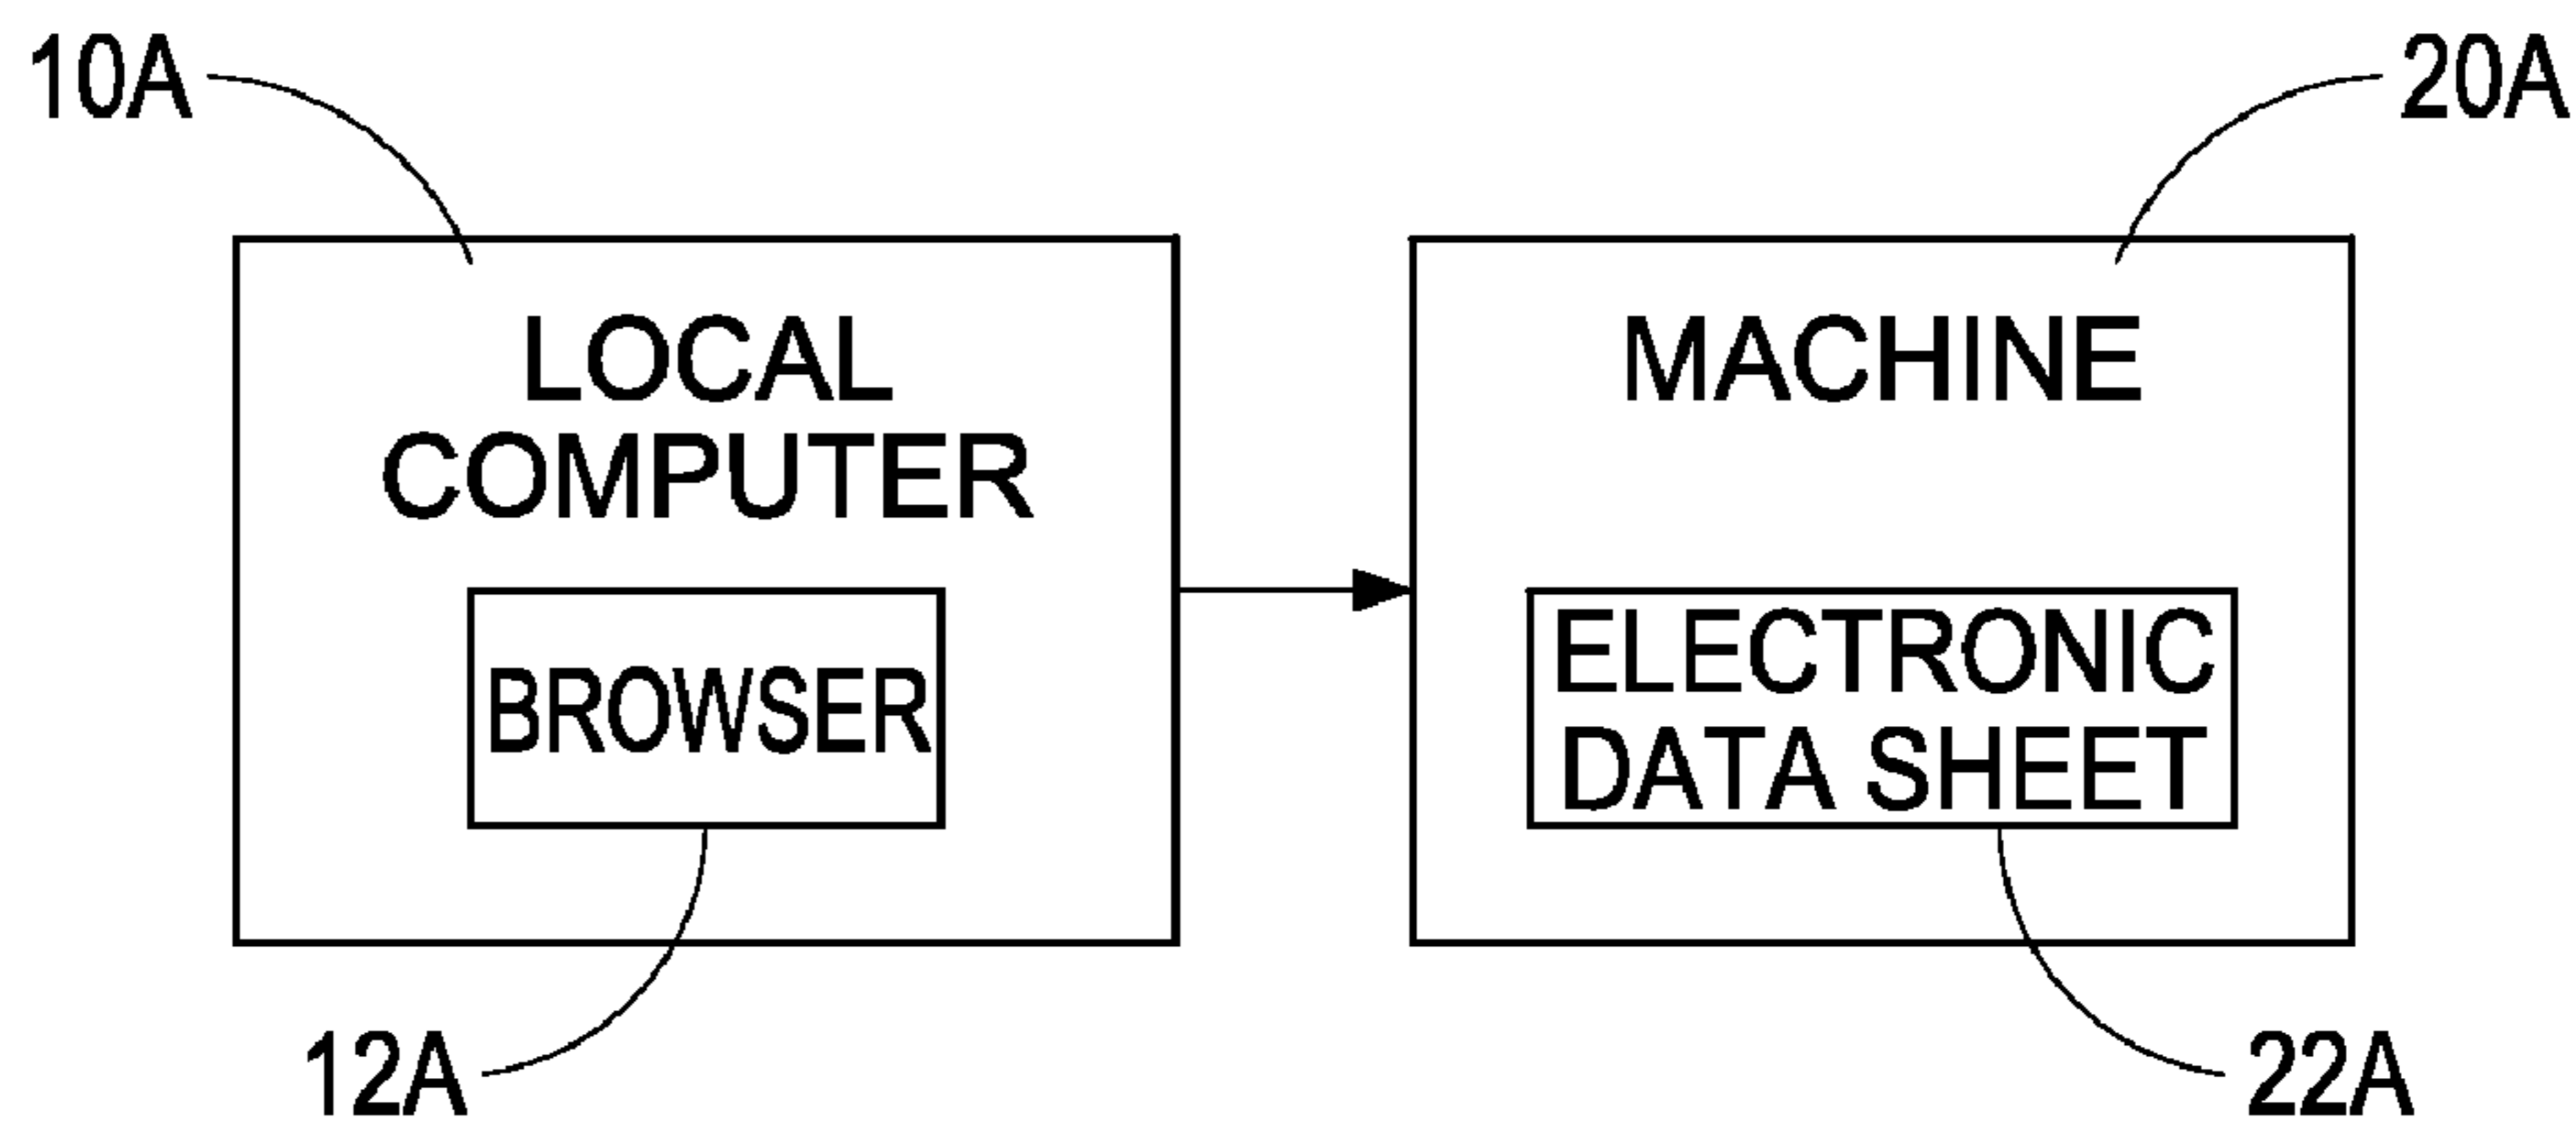 10A
20A
LOCAL
COMPUTER
MACHINE
BROWSER
ELECTRONIC
DATA SHEET
12A
22A